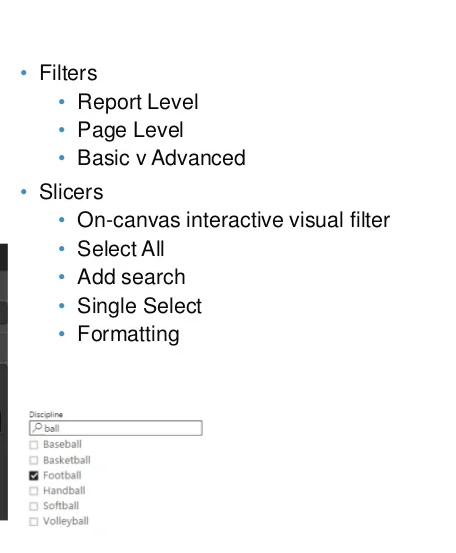 • Filters
• Report Level
• Page Level
• Basic v Advanced
• Slicers
• On-canvas interactive visual filter
• Select All
• Add search
• Single Select
• Formatting
Discipline
ball
Baseball
Basketball
Football
Handball
Softball
Volleyball